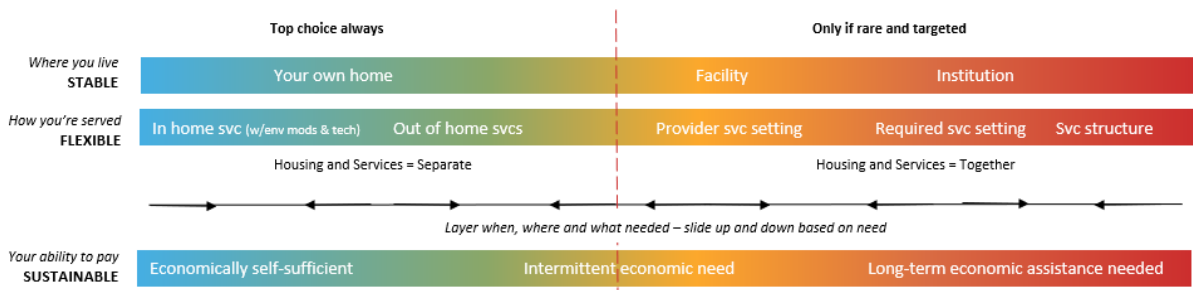 Top choice always
Only if rare and targeted
Where you live
STABLE
Your own home
Facility
Institution
How you're served
FLEXIBLE
In home svc (w/env mods & tech)
Out of home svcs
Provider svc setting
Required svc setting
Svc structure
Housing and Services = Separate
Housing and Services = Together
Layer when, where and what needed – slide up and down based on need
Your ability to pay
SUSTAINABLE
Economically self-sufficient
Intermittent economic need
Long-term economic assistance needed